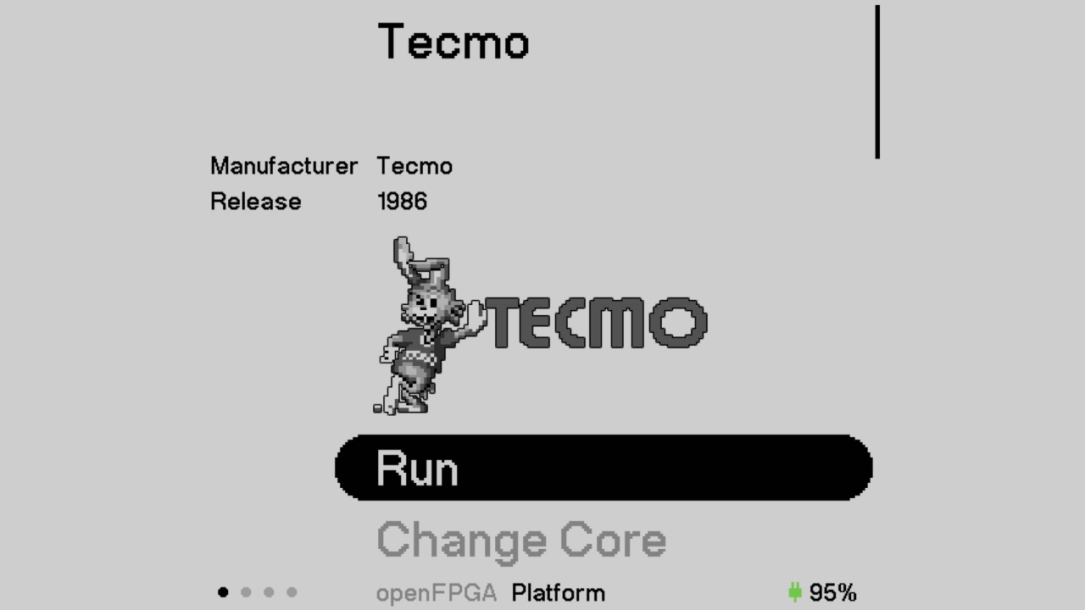 Tecmo
Manufacturer Tecmo
Release 1986
TECMO
Run
Change Core
openFPGA Platform 95%